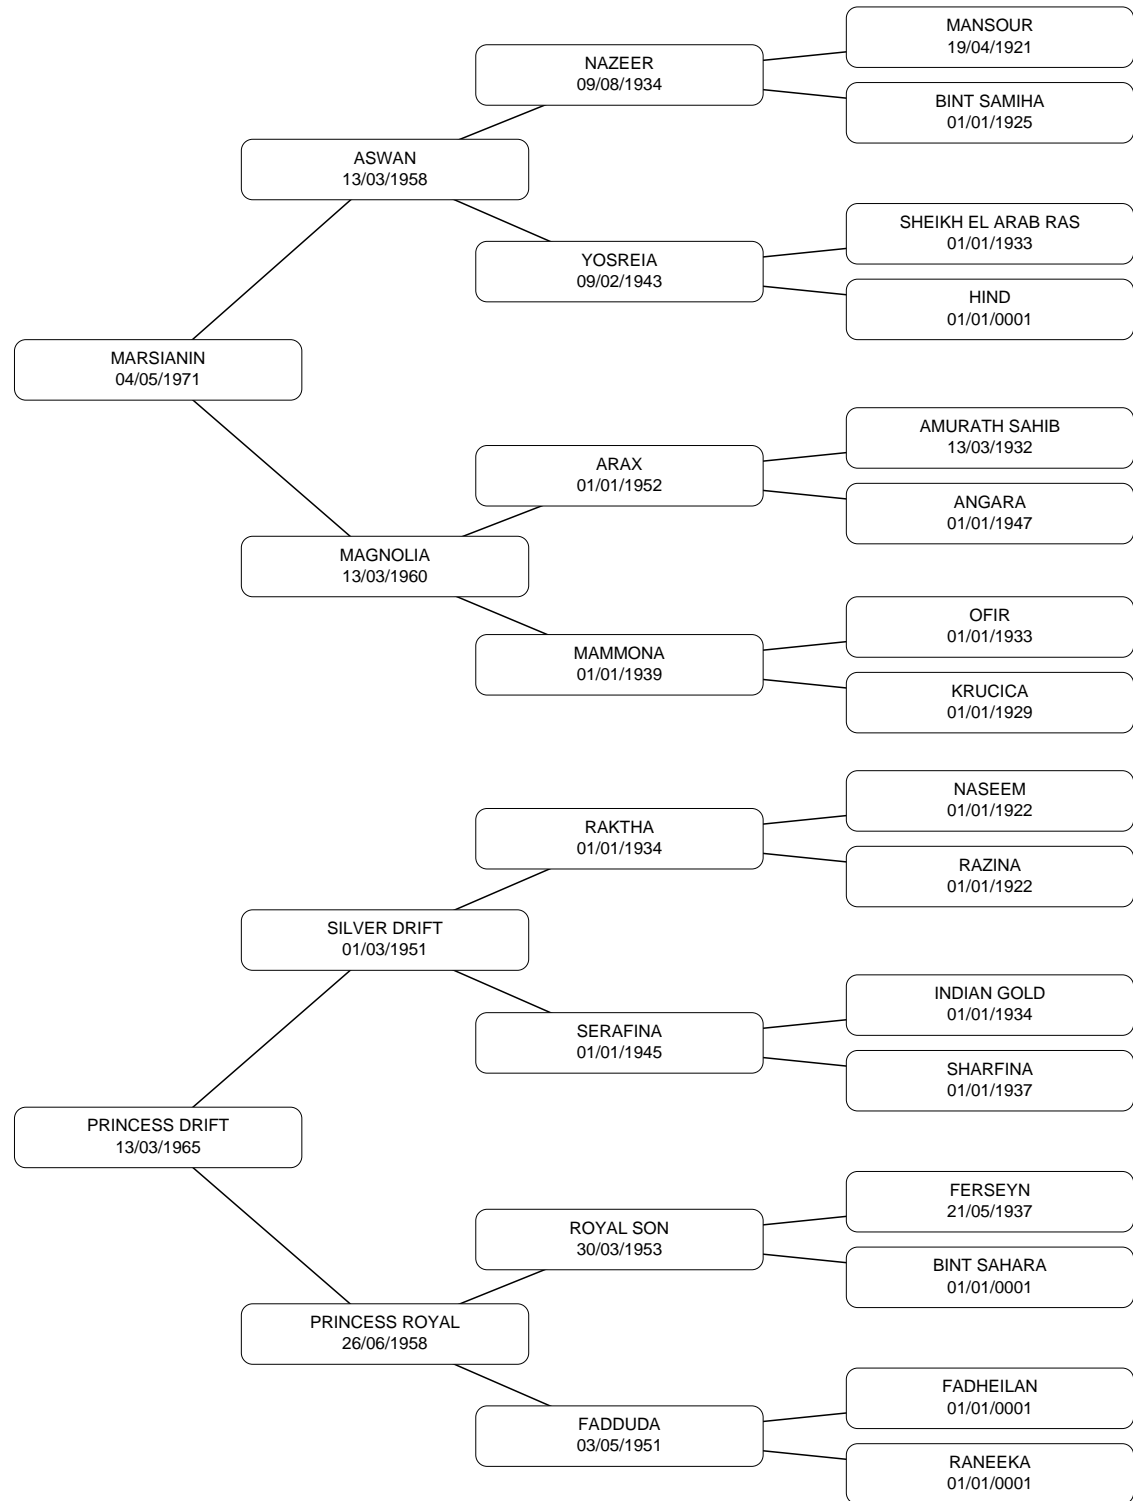 MANSOUR
19/04/1921
NAZEER
09/08/1934
BINT SAMIHA
01/01/1925
ASWAN
13/03/1958
SHEIKH EL ARAB RAS
01/01/1933
YOSREIA
09/02/1943
HIND
01/01/0001
MARSIANIN
04/05/1971
AMURATH SAHIB
13/03/1932
ARAX
01/01/1952
ANGARA
01/01/1947
MAGNOLIA
13/03/1960
OFIR
01/01/1933
MAMMONA
01/01/1939
KRUCICA
01/01/1929
NASEEM
01/01/1922
RAKTHA
01/01/1934
RAZINA
01/01/1922
SILVER DRIFT
01/03/1951
INDIAN GOLD
01/01/1934
SERAFINA
01/01/1945
SHARFINA
01/01/1937
PRINCESS DRIFT
13/03/1965
FERSEYN
21/05/1937
ROYAL SON
30/03/1953
BINT SAHARA
01/01/0001
PRINCESS ROYAL
26/06/1958
FADHEILAN
01/01/0001
FADDUDA
03/05/1951
RANEEKA
01/01/0001